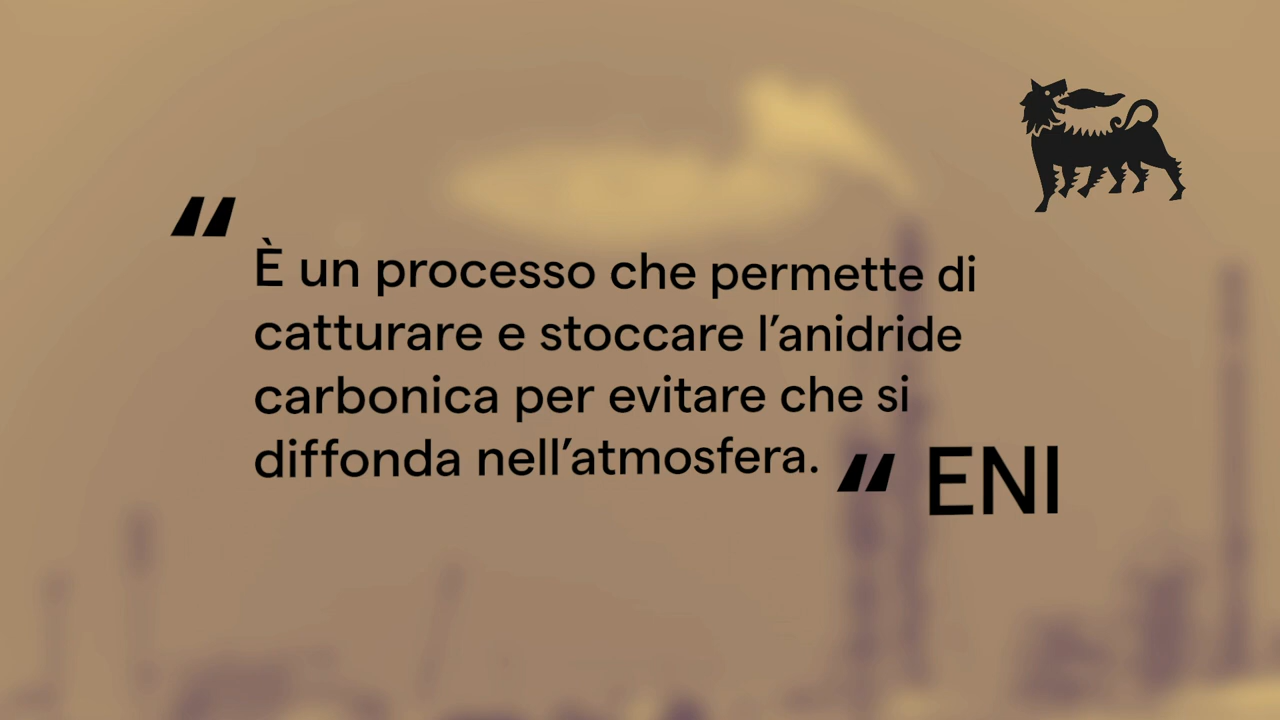 “È un processo che permette di
catturare e stoccare l’anidride
carbonica per evitare che si
diffonda nell’atmosfera.“ ENI